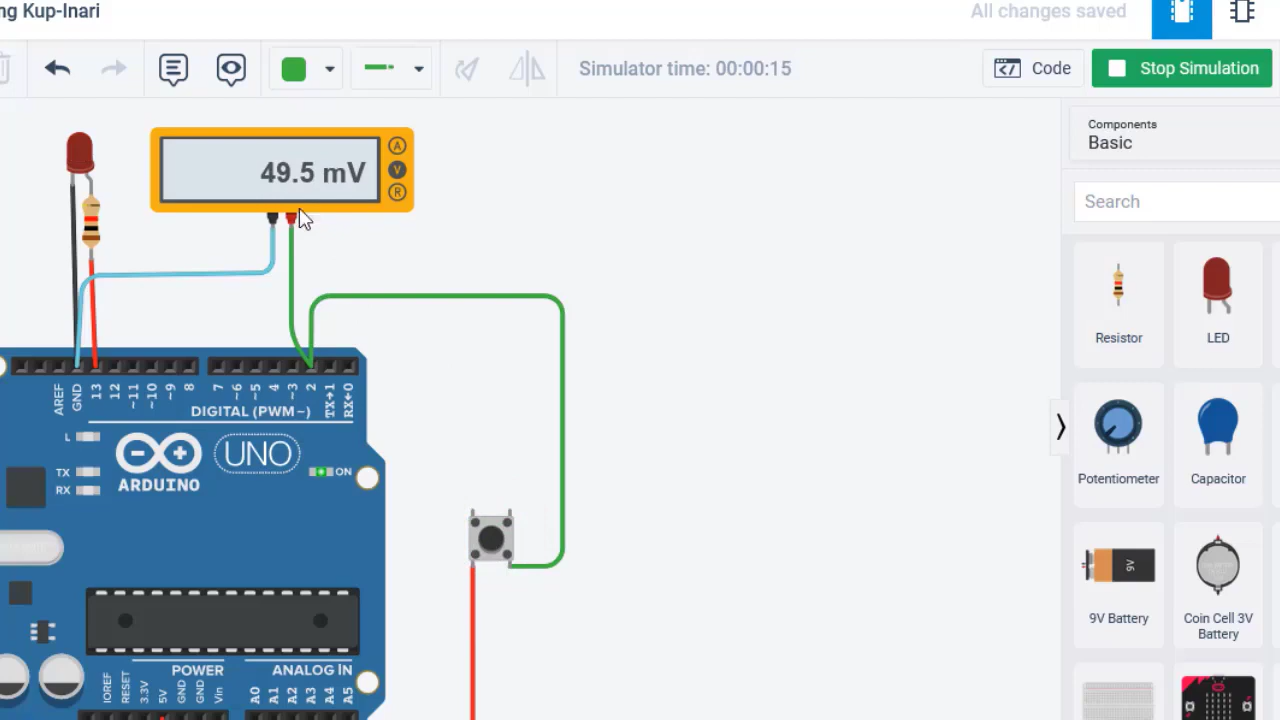 ng Kup-Inari
All changes saved
Simulator time: 00:00:15
Code
Stop Simulation
Components
Basic
Search
49.5 mV
A
V
R
Resistor
LED
Potentiometer
Capacitor
9V
9V Battery
Coin Cell 3V
Battery
AREF
GND
13
12
~11
~10
~9
8
7
~6
~5
4
~3
2
TX→1
RX←0
DIGITAL (PWM~)
L
TX
RX
ARDUINO
UNO
ON
POWER
ANALOG IN
IOREF
RESET
3.3V
5V
GND
GND
Vin
A0
A1
A2
A3
A4
A5